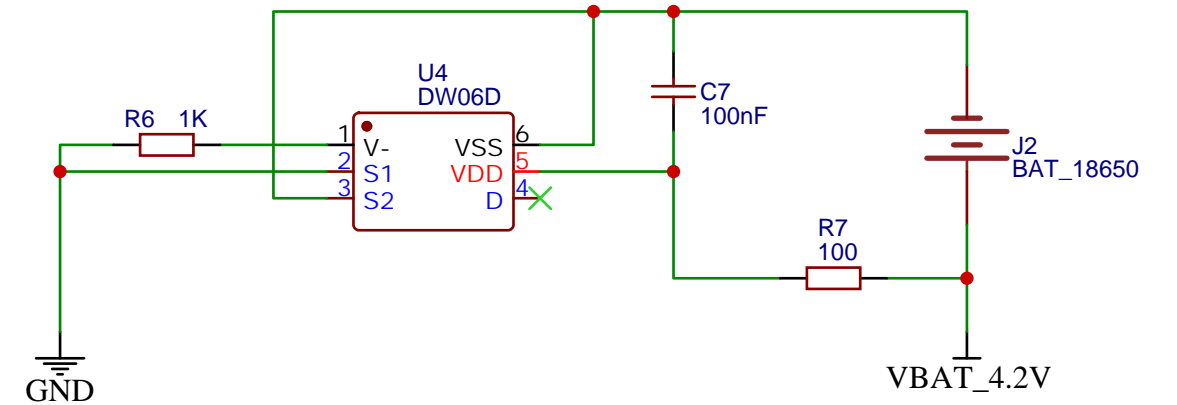 U4
DW06D
R6 1K
1 V-
2 S1
3 S2
VSS 6
VDD 5
D 4
C7
100nF
J2
BAT_18650
R7
100
GND
VBAT_4.2V